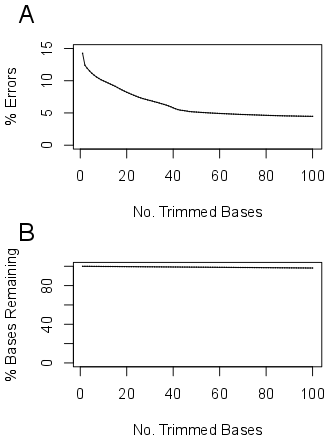 A
% Errors
15
10
5
0
0 20 40 60 80 100
No. Trimmed Bases
B
% Bases Remaining
80
40
0
0 20 40 60 80 100
No. Trimmed Bases